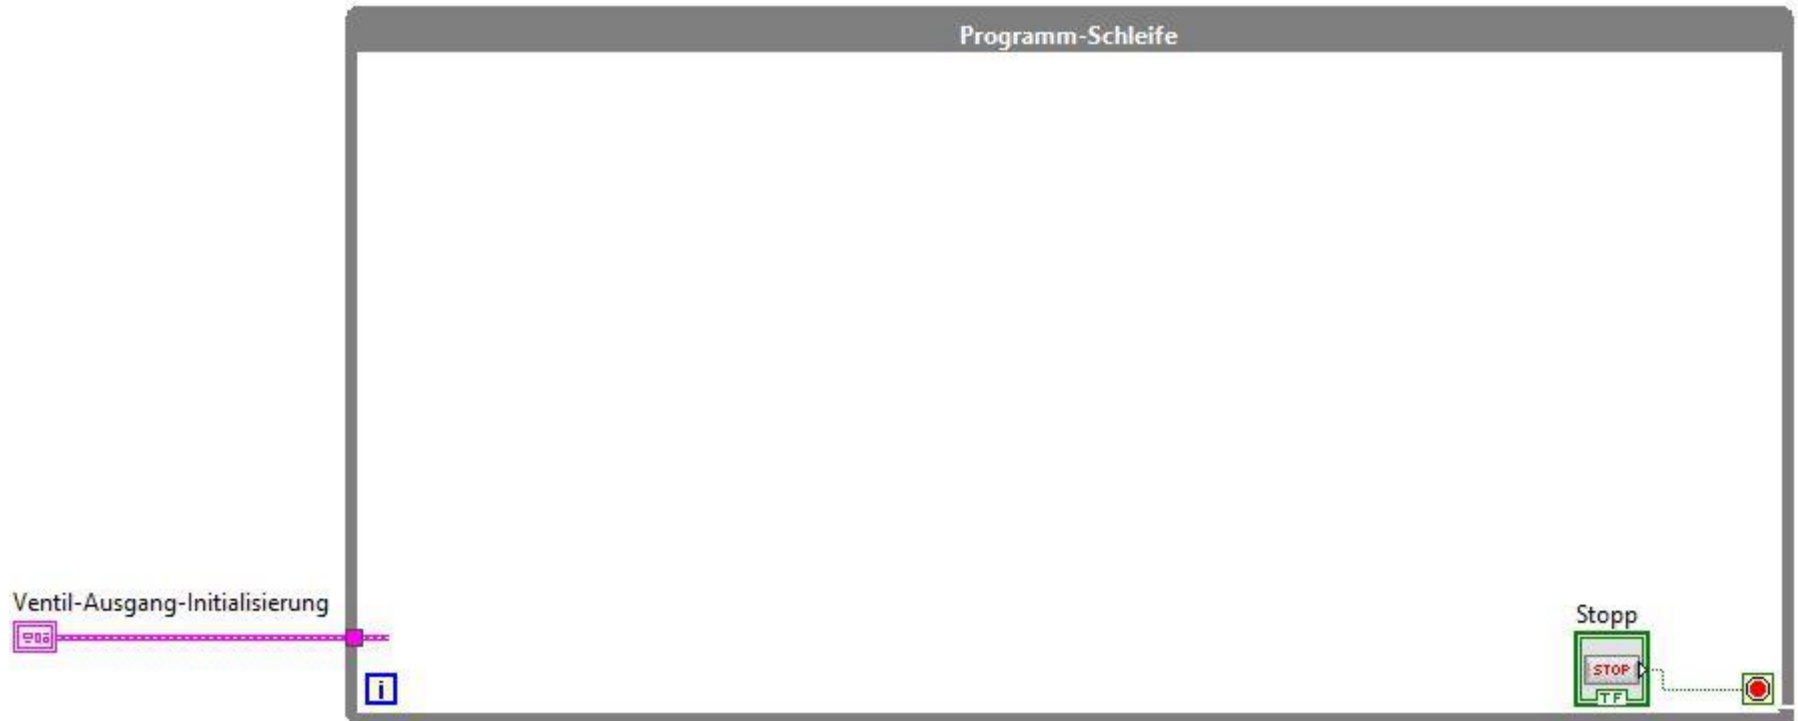 Programm-Schleife
Ventil-Ausgang-Initialisierung
Stopp
STOP
TF
i